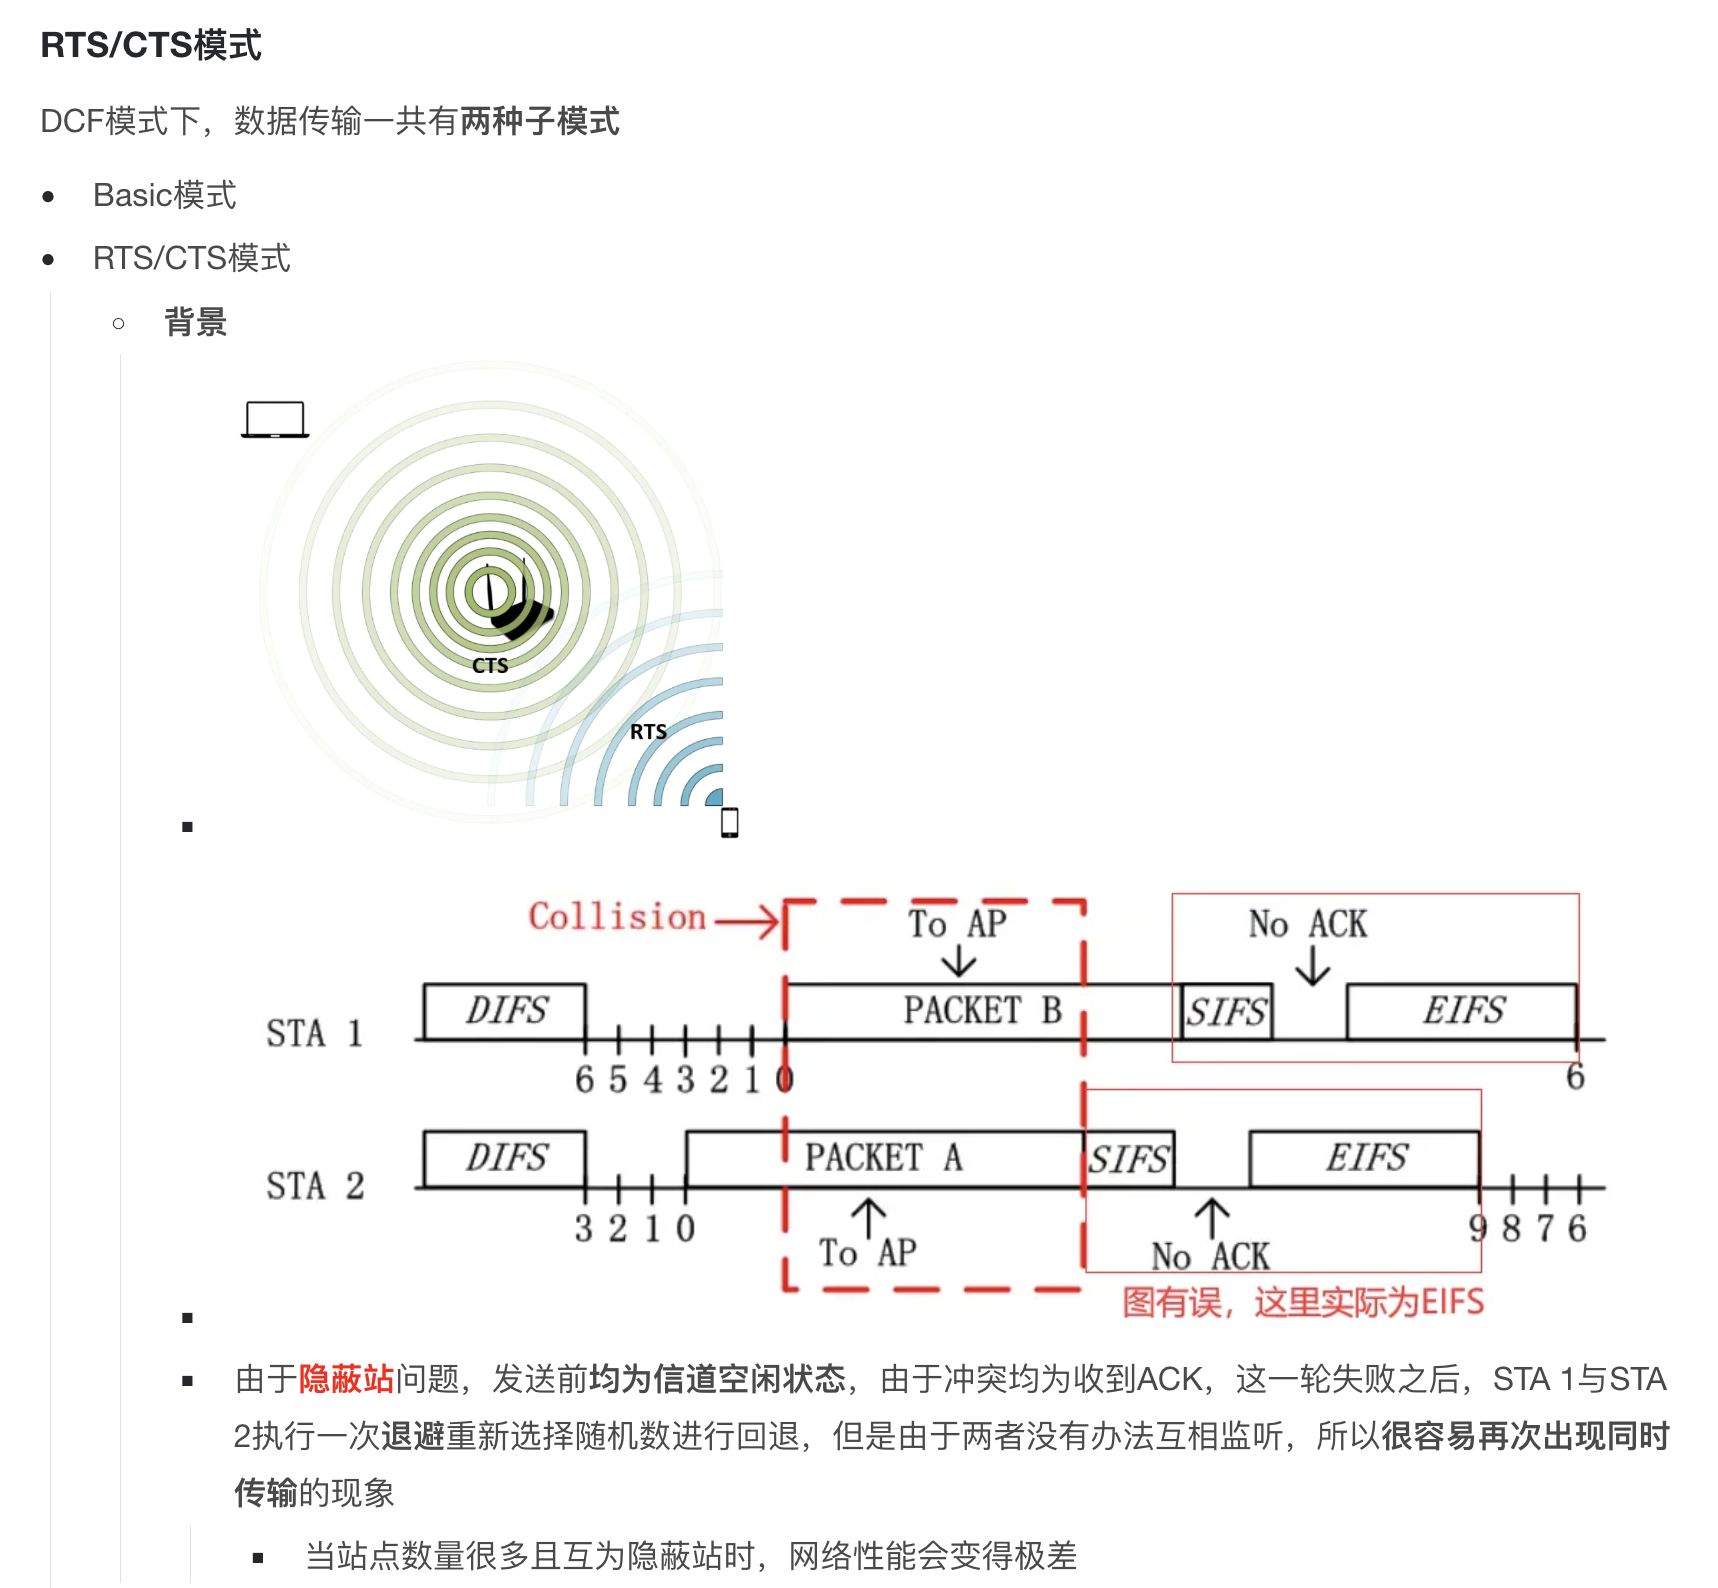 RTS/CTS模式
DCF模式下，数据传输一共有两种子模式
Basic模式
RTS/CTS模式
背景
CTS
RTS
Collision
To AP
No ACK
STA 1
DIFS
PACKET B
SIFS
EIFS
6 5 4 3 2 1 0
6
STA 2
DIFS
PACKET A
SIFS
EIFS
3 2 1 0
9 8 7 6
To AP
No ACK
图有误，这里实际为EIFS
由于隐蔽站问题，发送前均为信道空闲状态，由于冲突均为收到ACK，这一轮失败之后，STA 1与STA
2执行一次退避重新选择随机数进行回退，但是由于两者没有办法互相监听，所以很容易再次出现同时
传输的现象
当站点数量很多且互为隐蔽站时，网络性能会变得极差